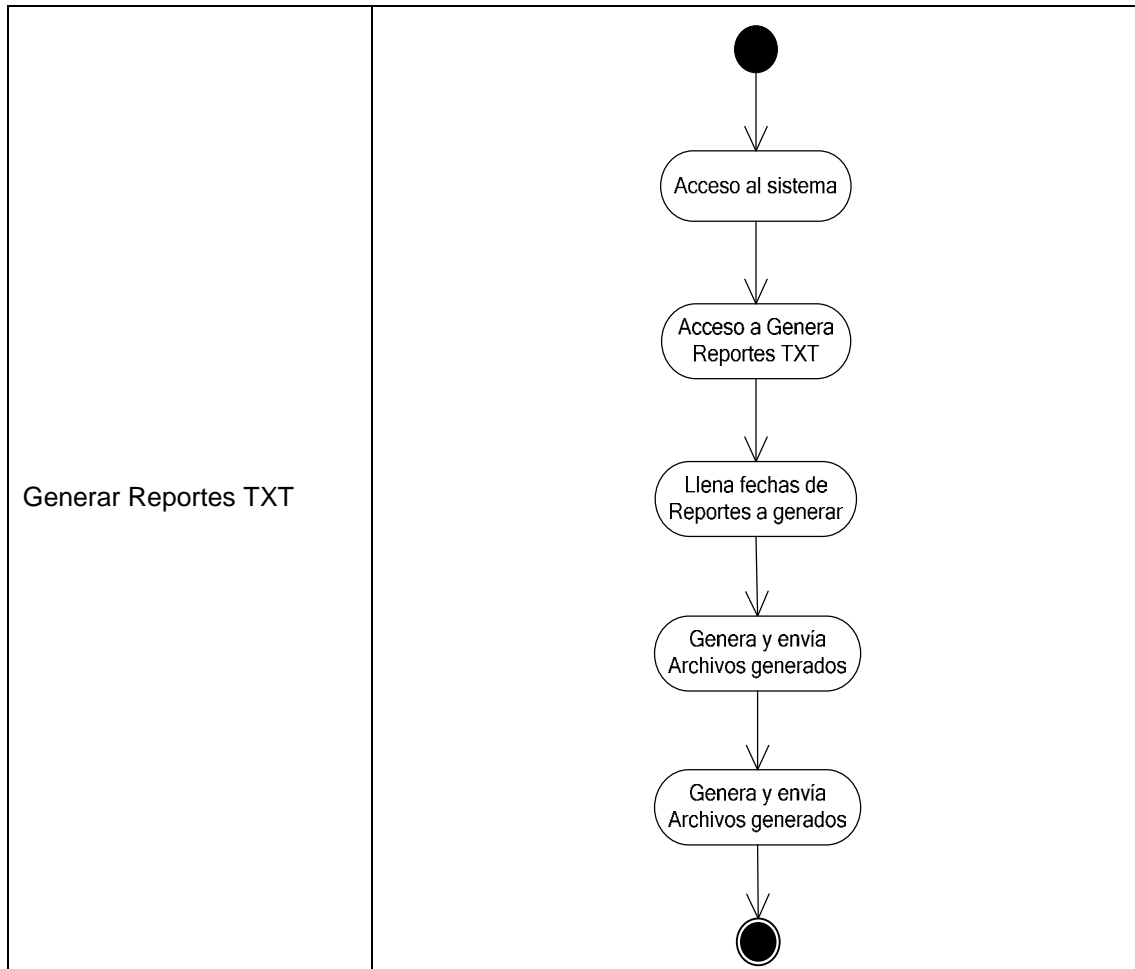 Generar Reportes TXT
Acceso al sistema
Acceso a Genera
Reportes TXT
Llena fechas de
Reportes a generar
Genera y envía
Archivos generados
Genera y envía
Archivos generados